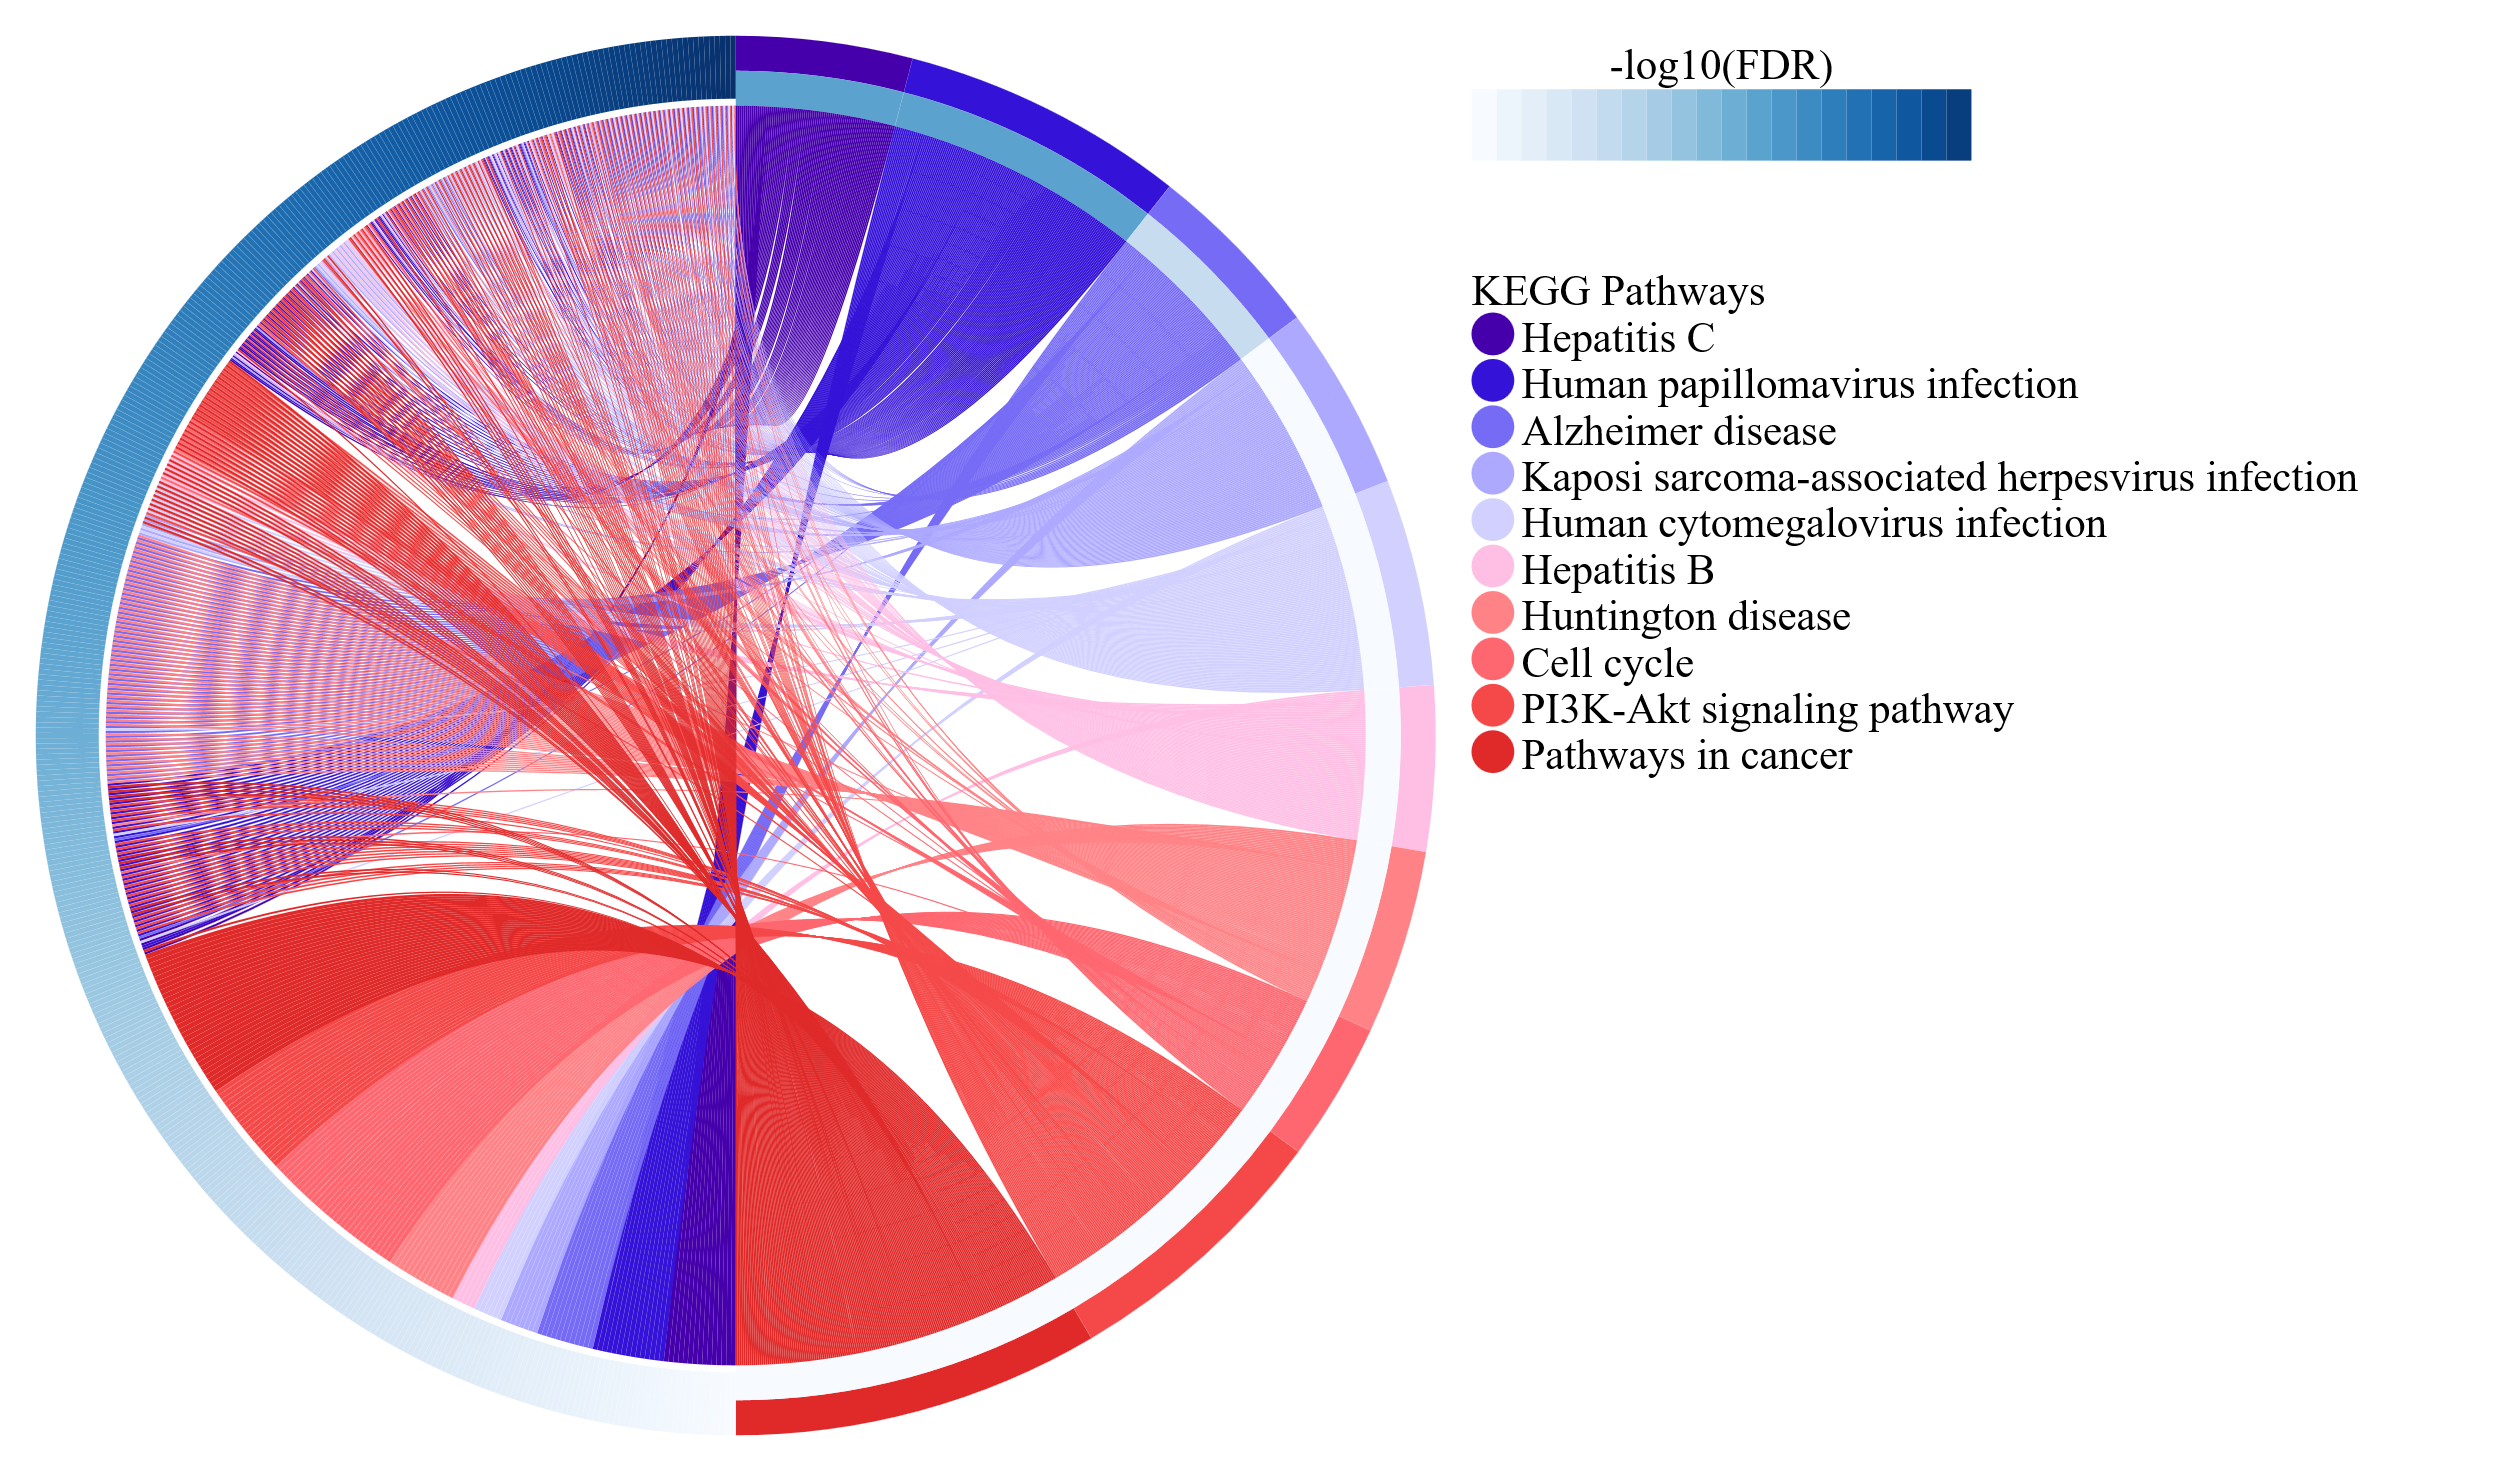 -log10(FDR)
KEGG Pathways
Hepatitis C
Human papillomavirus infection
Alzheimer disease
Kaposi sarcoma-associated herpesvirus infection
Human cytomegalovirus infection
Hepatitis B
Huntington disease
Cell cycle
PI3K-Akt signaling pathway
Pathways in cancer